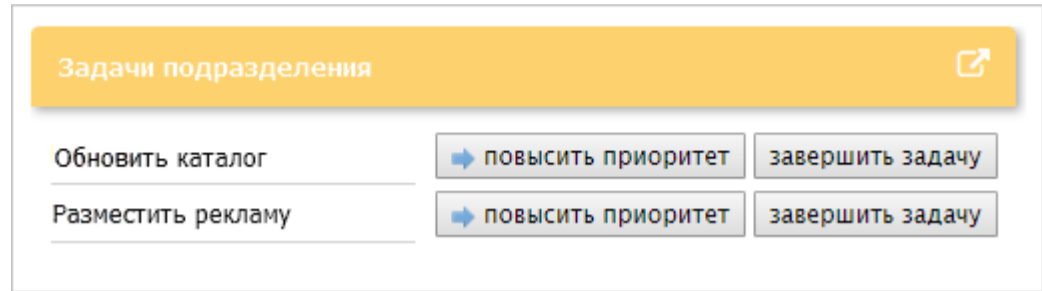 Задачи подразделения
Обновить каталог повысить приоритет завершить задачу
Разместить рекламу повысить приоритет завершить задачу